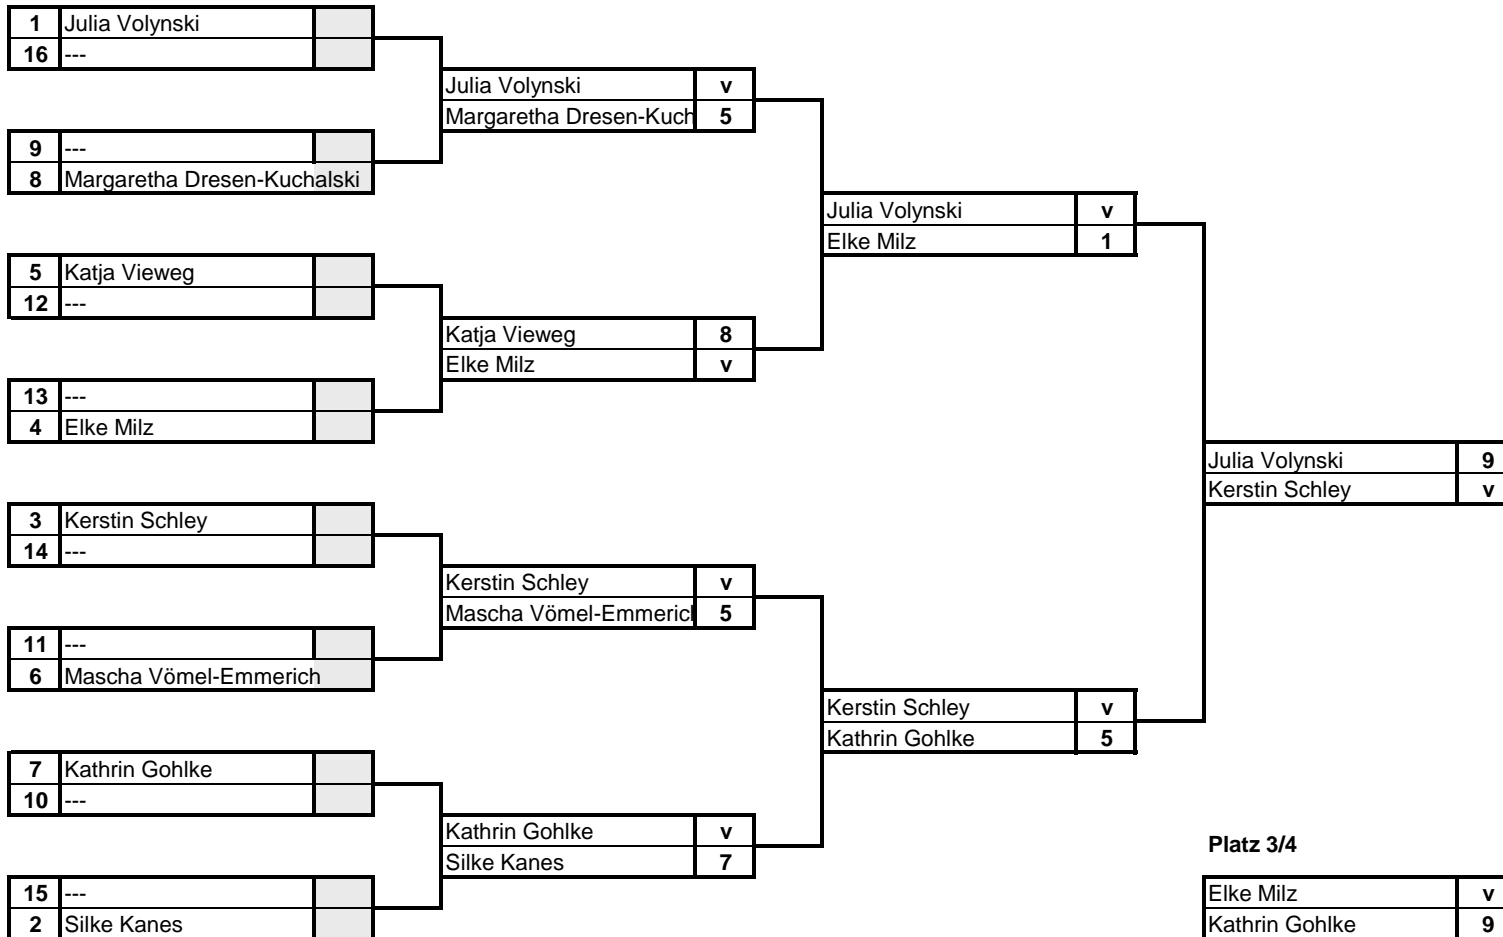 1 Julia Volynski
16 ---
Julia Volynski v
Margaretha Dresen-Kuch 5
9 ---
8 Margaretha Dresen-Kuchalski
Julia Volynski v
Elke Milz 1
5 Katja Vieweg
12 ---
Katja Vieweg 8
Elke Milz v
13 ---
4 Elke Milz
Julia Volynski 9
Kerstin Schley v
3 Kerstin Schley
14 ---
Kerstin Schley v
Mascha Vömel-Emmerich 5
11 ---
6 Mascha Vömel-Emmerich
Kerstin Schley v
Kathrin Gohlke 5
7 Kathrin Gohlke
10 ---
Kathrin Gohlke v
Silke Kanes 7
Platz 3/4
15 ---
2 Silke Kanes
Elke Milz v
Kathrin Gohlke 9